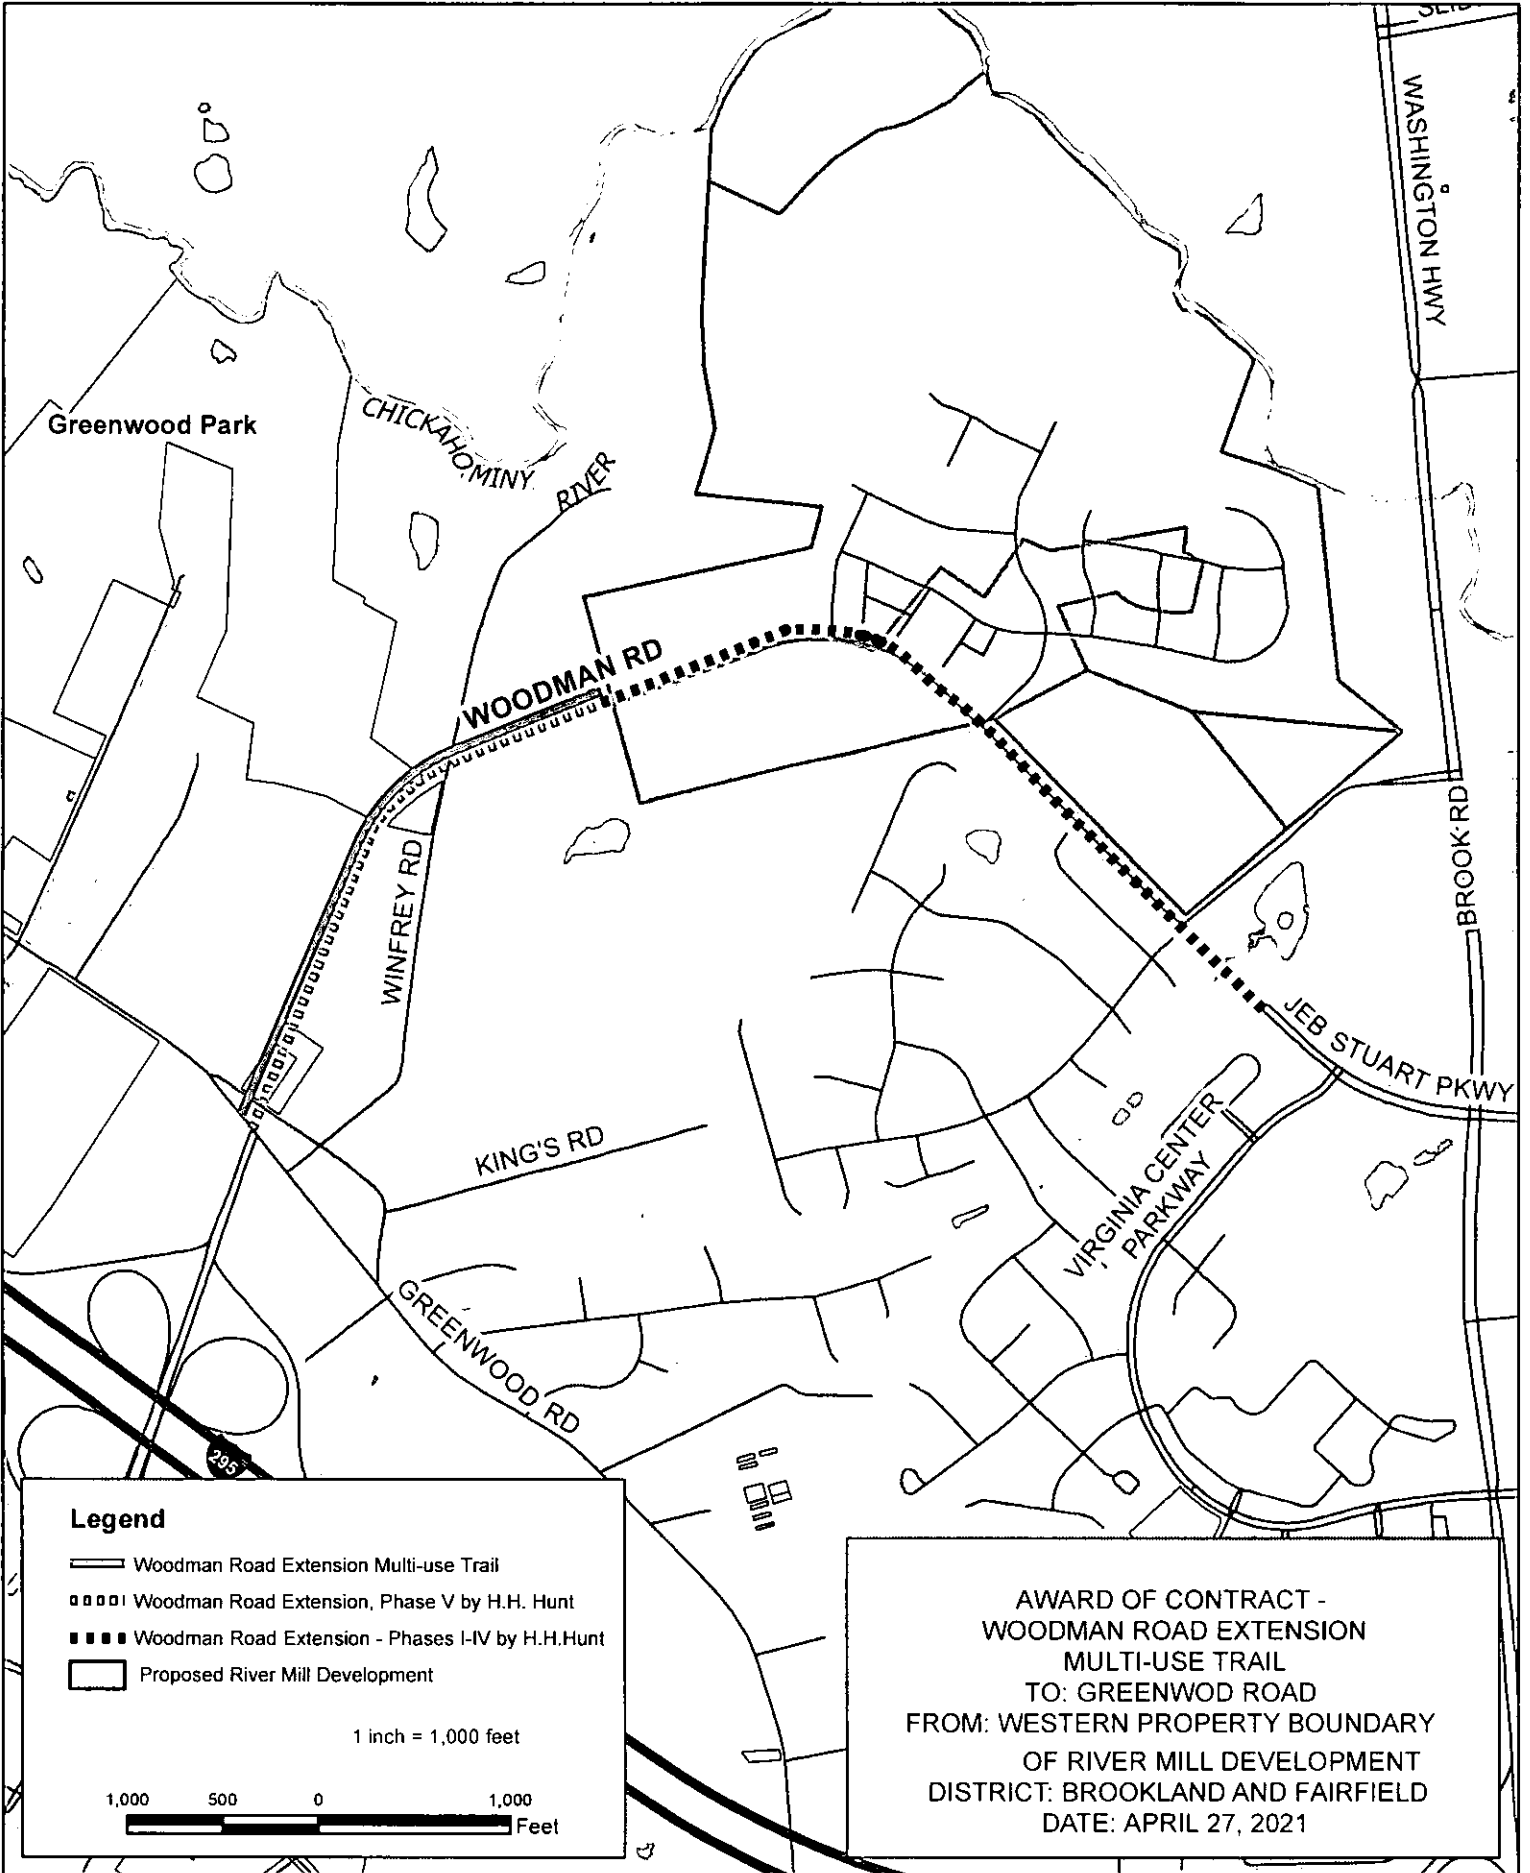 WASHINGTON HWY
Greenwood Park
CHICKAHOMINY
RIVER
WOODMAN RD
WINFREY RD
BROOK RD
JEB STUART PKWY
KING'S RD
VIRGINIA CENTER
PARKWAY
GREENWOOD RD
295
Legend
Woodman Road Extension Multi-use Trail
Woodman Road Extension, Phase V by H.H. Hunt
Woodman Road Extension - Phases I-IV by H.H.Hunt
Proposed River Mill Development
1 inch = 1,000 feet
1,000 500 0 1,000
Feet
AWARD OF CONTRACT -
WOODMAN ROAD EXTENSION
MULTI-USE TRAIL
TO: GREENWOD ROAD
FROM: WESTERN PROPERTY BOUNDARY
OF RIVER MILL DEVELOPMENT
DISTRICT: BROOKLAND AND FAIRFIELD
DATE: APRIL 27, 2021